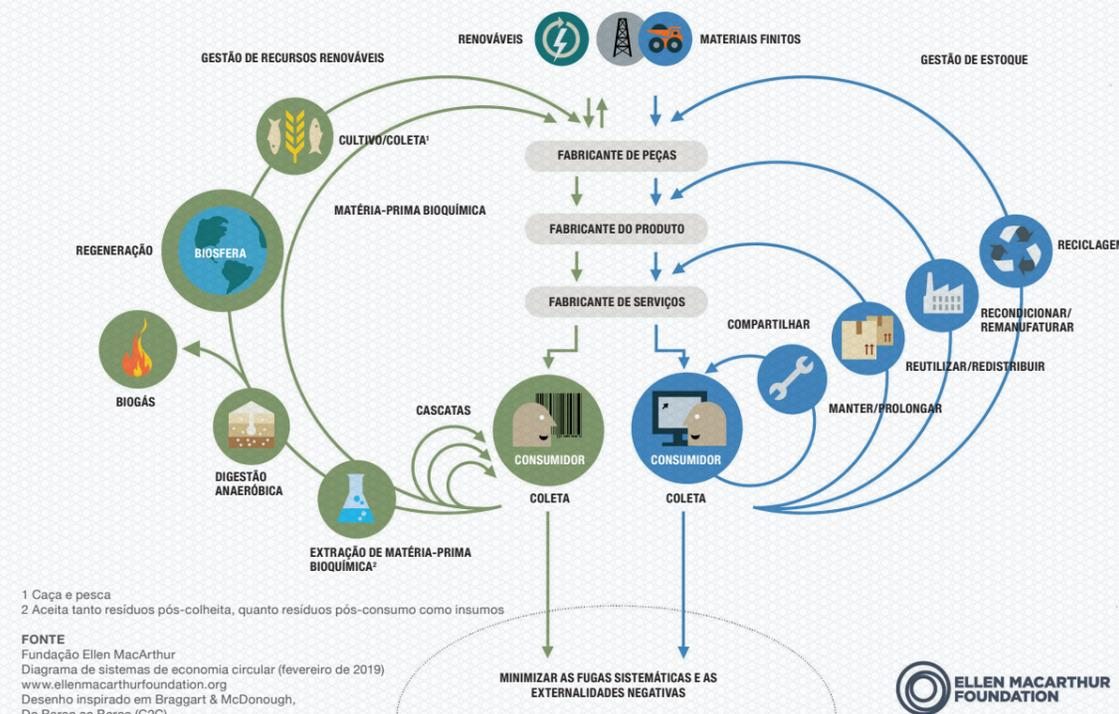 RENOVÁVEIS
MATERIAIS FINITOS
GESTÃO DE RECURSOS RENOVÁVEIS
GESTÃO DE ESTOQUE
CULTIVO/COLETA¹
FABRICANTE DE PEÇAS
MATÉRIA-PRIMA BIOQUÍMICA
FABRICANTE DO PRODUTO
REGENERAÇÃO
BIOSFERA
RECICLAGEM
FABRICANTE DE SERVIÇOS
RECONDICIONAR/
REMANUFATURAR
COMPARTILHAR
REUTILIZAR/REDISTRIBUIR
BIOGÁS
CASCATAS
MANTER/PROLONGAR
CONSUMIDOR
CONSUMIDOR
DIGESTÃO
ANAERÓBICA
COLETA
COLETA
EXTRAÇÃO DE MATÉRIA-PRIMA
BIOQUÍMICA²
1 Caça e pesca
2 Aceita tanto resíduos pós-colheita, quanto resíduos pós-consumo como insumos
FONTE
Fundação Ellen MacArthur
Diagrama de sistemas de economia circular (fevereiro de 2019)
www.ellenmacarthurfoundation.org
Desenho inspirado em Braggart & McDonough,
MINIMIZAR AS FUGAS SISTEMÁTICAS E AS
EXTERNALIDADES NEGATIVAS
ELLEN MACARTHUR
FOUNDATION